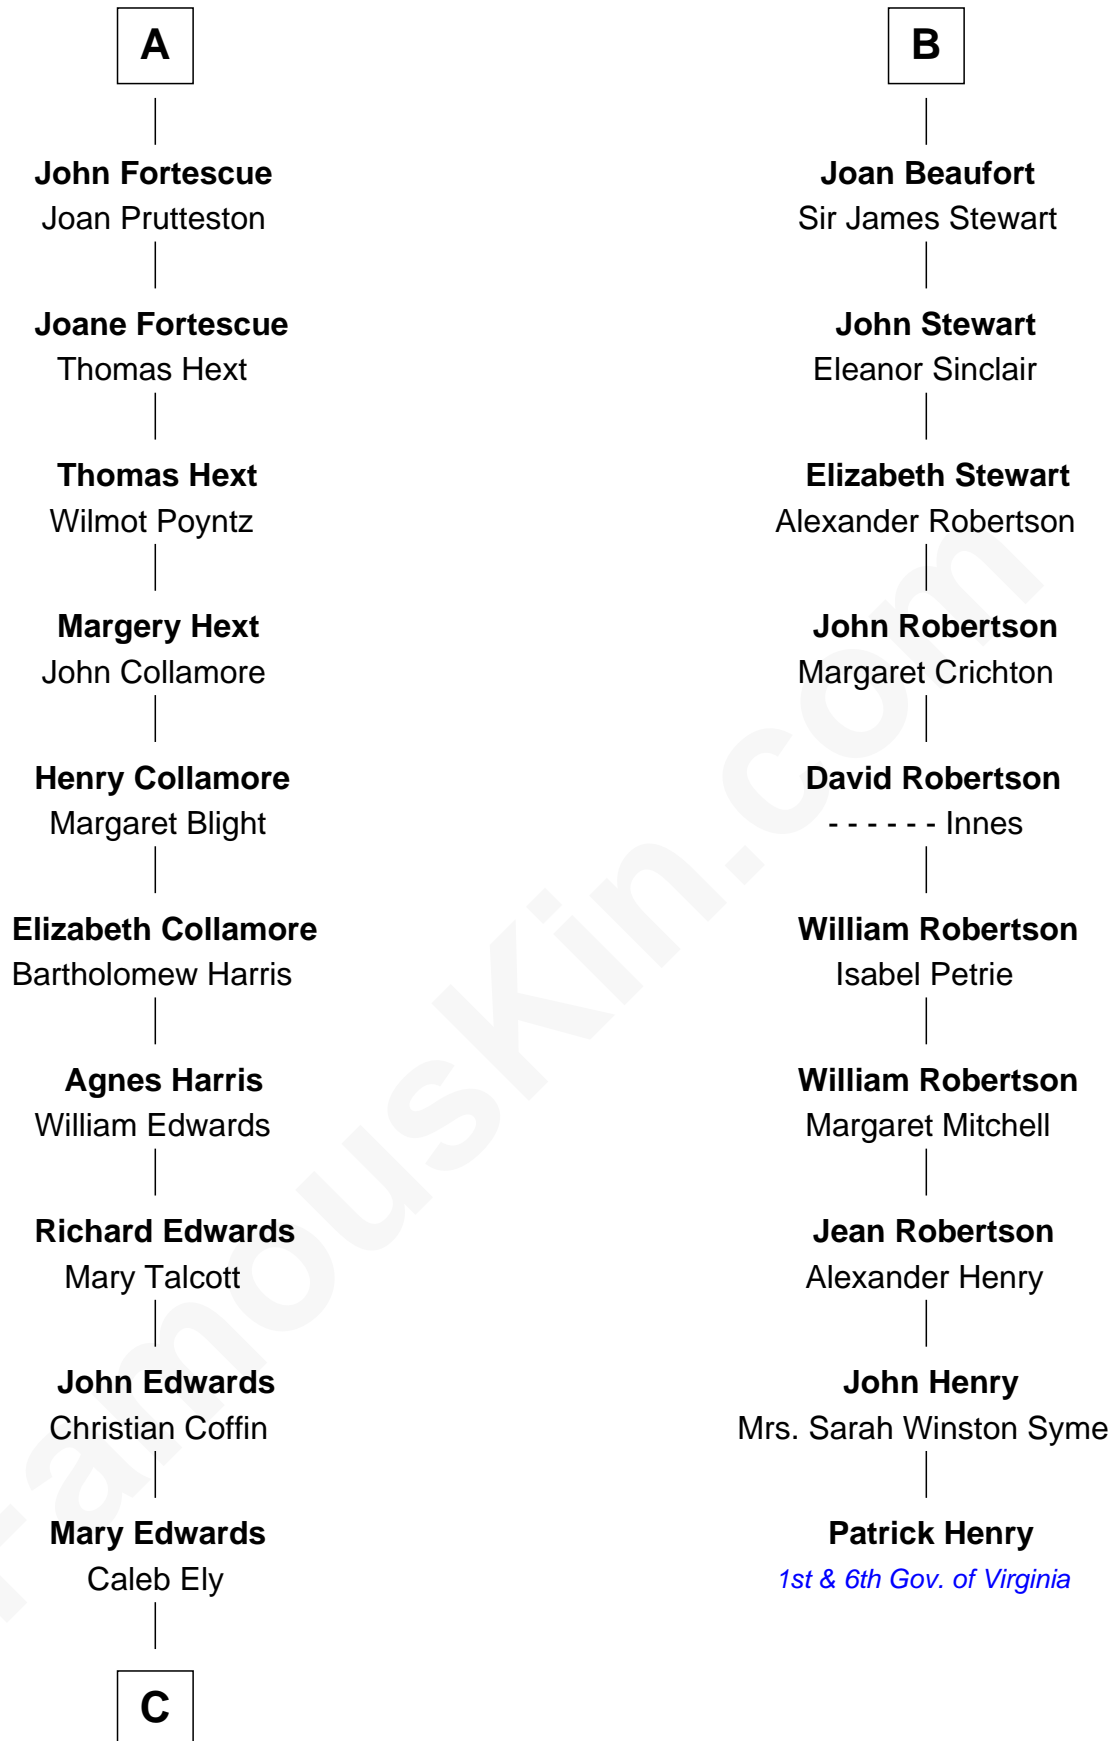 A
John Fortescue
Joan Prutteston
Joane Fortescue
Thomas Hext
Thomas Hext
Wilmot Poyntz
Margery Hext
John Collamore
Henry Collamore
Margaret Blight
Elizabeth Collamore
Bartholomew Harris
Agnes Harris
William Edwards
Richard Edwards
Mary Talcott
John Edwards
Christian Coffin
Mary Edwards
Caleb Ely
C
B
Joan Beaufort
Sir James Stewart
John Stewart
Eleanor Sinclair
Elizabeth Stewart
Alexander Robertson
John Robertson
Margaret Crichton
David Robertson
- - - - - - Innes
William Robertson
Isabel Petrie
William Robertson
Margaret Mitchell
Jean Robertson
Alexander Henry
John Henry
Mrs. Sarah Winston Syme
Patrick Henry
1st & 6th Gov. of Virginia
FamousKin.com